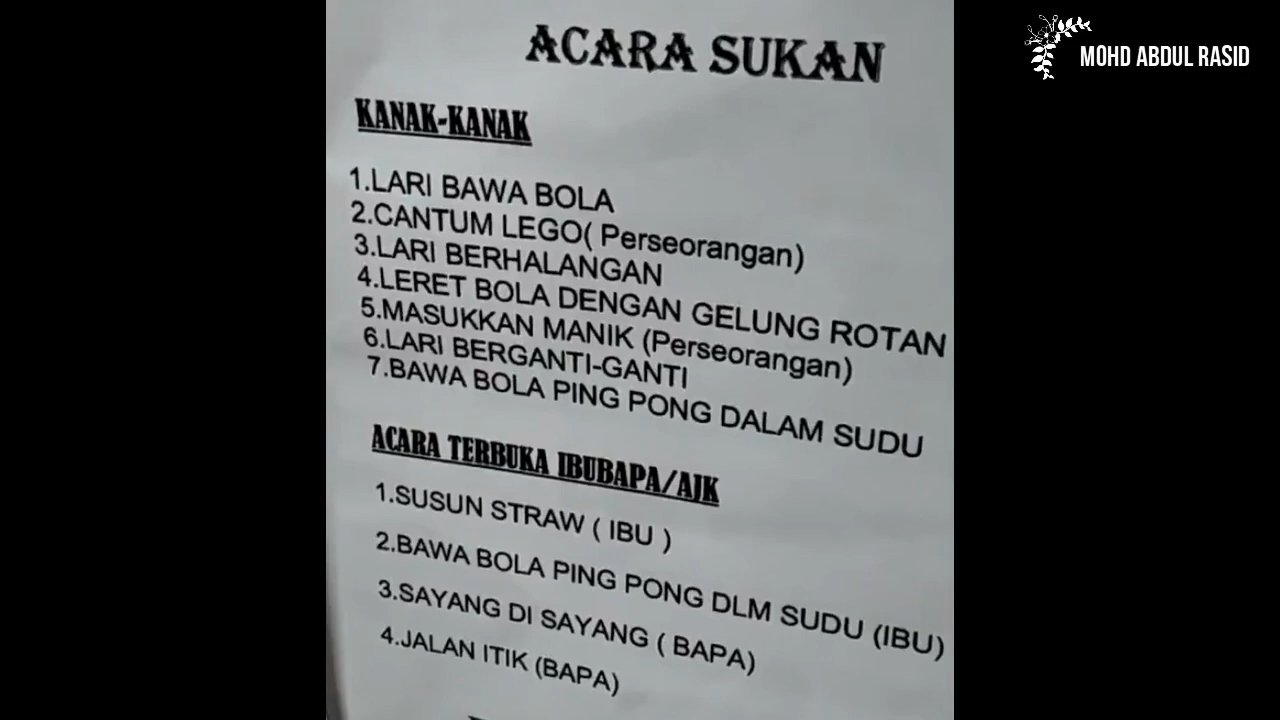 ACARA SUKAN
MOHD ABDUL RASID
KANAK-KANAK
1.LARI BAWA BOLA
2.CANTUM LEGO( Perseorangan)
3.LARI BERHALANGAN
4.LERET BOLA DENGAN GELUNG ROTAN
5.MASUKKAN MANIK (Perseorangan)
6.LARI BERGANTI-GANTI
7.BAWA BOLA PING PONG DALAM SUDU
ACARA TERBUKA IBUBAPA/AJK
1.SUSUN STRAW ( IBU )
2.BAWA BOLA PING PONG DLM SUDU (IBU)
3.SAYANG DI SAYANG ( BAPA)
4.JALAN ITIK (BAPA)